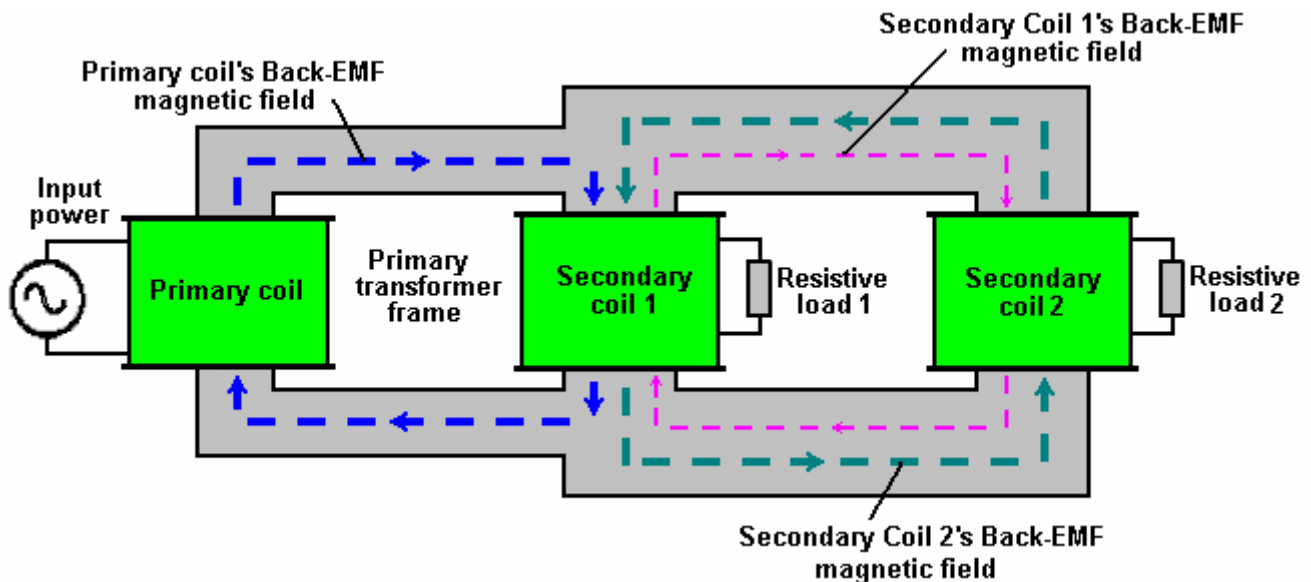 Secondary Coil 1's Back-EMF
magnetic field
Primary coil's Back-EMF
magnetic field
Input
power
Primary coil
Primary
transformer
frame
Secondary
coil 1
Resistive
load 1
Secondary
coil 2
Resistive
load 2
Secondary Coil 2's Back-EMF
magnetic field